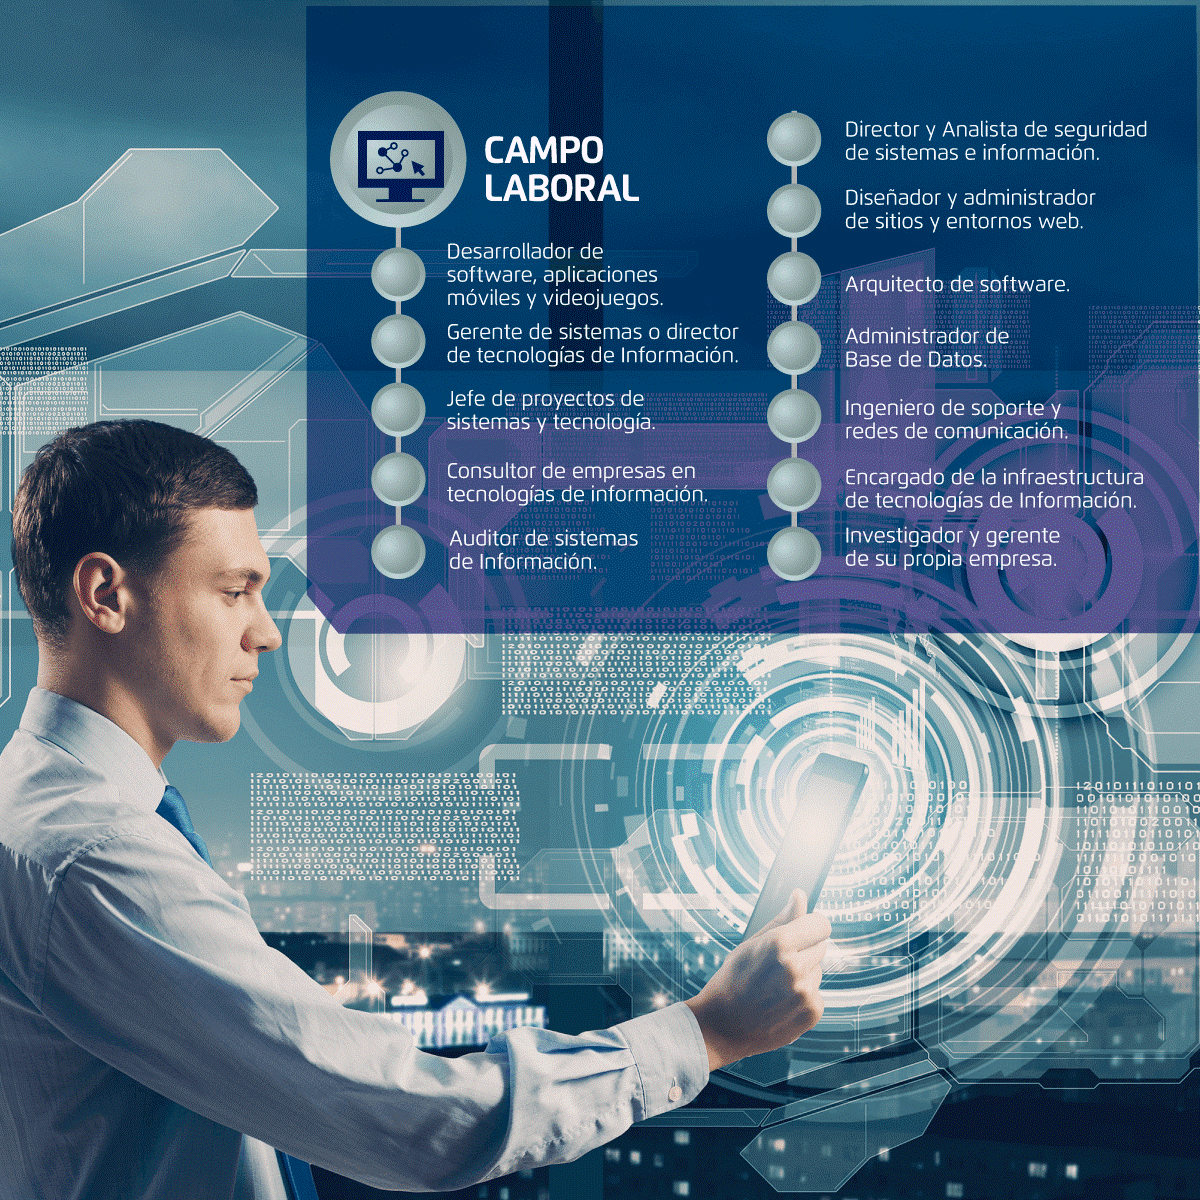 CAMPO
LABORAL
Desarrollador de
software, aplicaciones
móviles y videojuegos.
Gerente de sistemas o director
de tecnologías de Información.
Jefe de proyectos de
sistemas y tecnología.
Consultor de empresas en
tecnologías de información.
Auditor de sistemas
de Información.
Director y Analista de seguridad
de sistemas e información.
Diseñador y administrador
de sitios y entornos web.
Arquitecto de software.
Administrador de
Base de Datos.
Ingeniero de soporte y
redes de comunicación.
Encargado de la infraestructura
de tecnologías de Información.
Investigador y gerente
de su propia empresa.